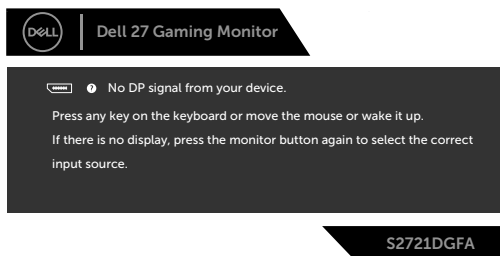 DELL
Dell 27 Gaming Monitor
? No DP signal from your device.
Press any key on the keyboard or move the mouse or wake it up.
If there is no display, press the monitor button again to select the correct
input source.
S2721DGFA